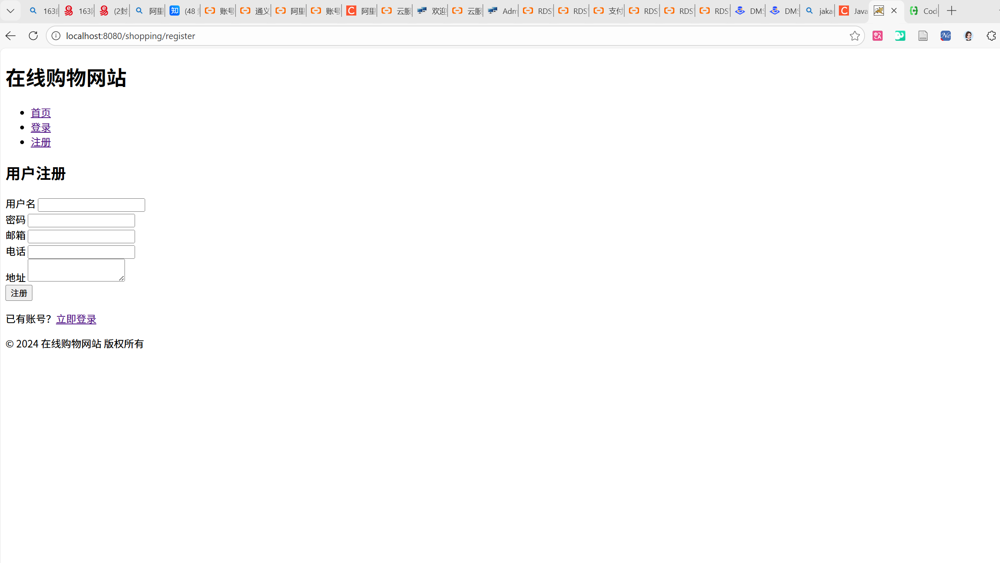 163 163 (2封 阿里 知 (48 账号 通义 阿里 账号 C 阿里 云服 欢迎 云服 Adm RDS RDS 支付 RDS RDS RDS DMS DMS jaka C Java Cod
localhost:8080/shopping/register
在线购物网站
首页
登录
注册
用户注册
用户名
密码
邮箱
电话
地址
注册
已有账号？立即登录
© 2024 在线购物网站 版权所有